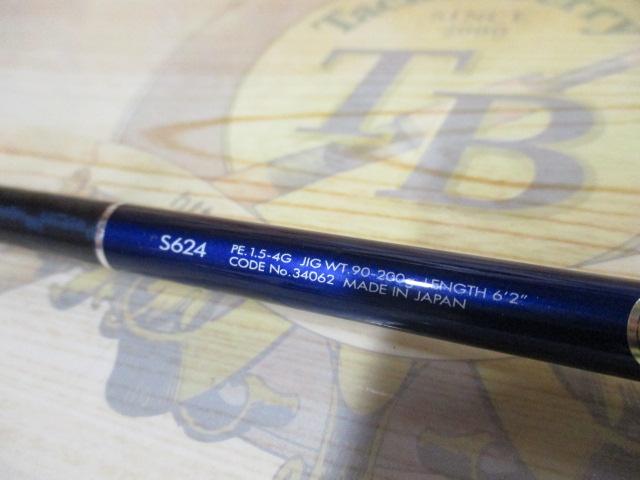 SINCE
2000
TB
S624
PE.1.5-4G JIG WT.90-200g LENGTH 6'2"
CODE No.34062 MADE IN JAPAN